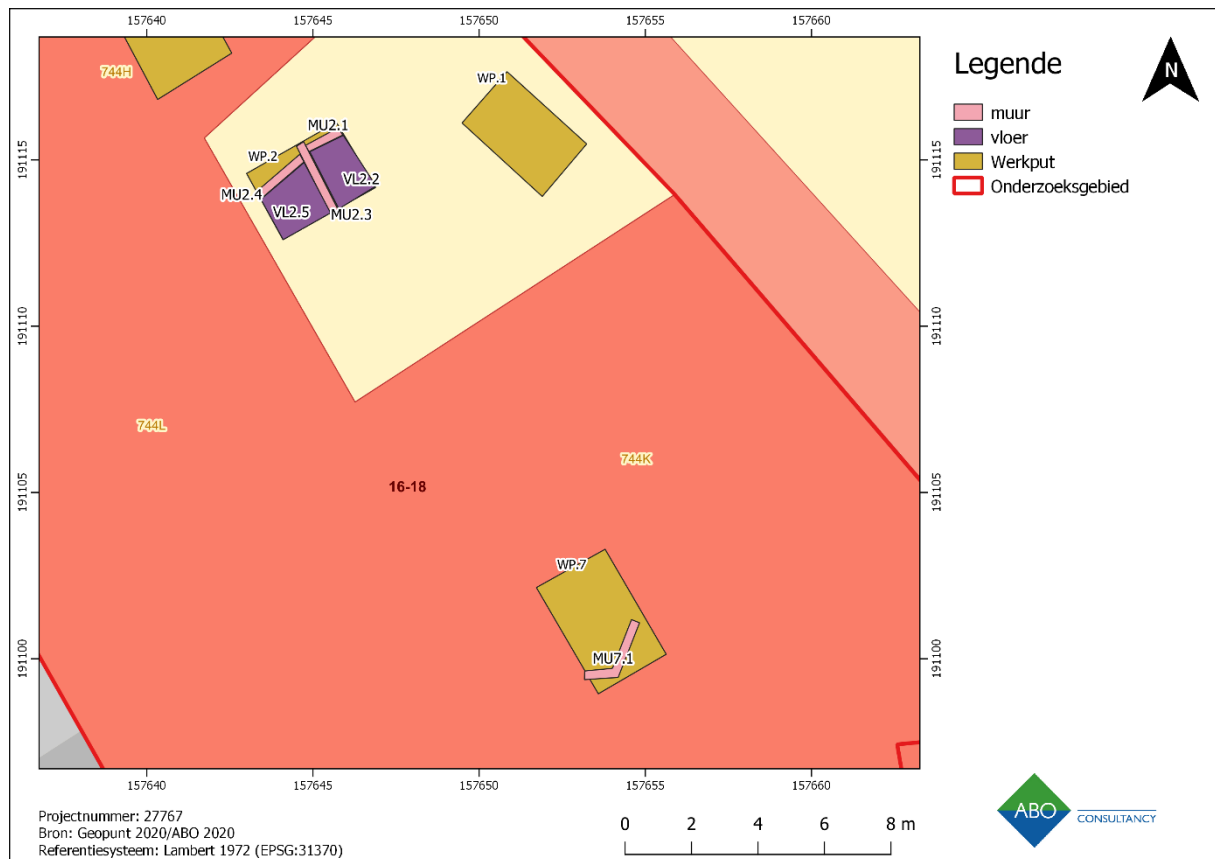 157640 157645 157650 157655 157660
Legende
N
muur
vloer
Werkput
Onderzoeksgebied
744H
WP.1
MU2.1
191115
191115
WP.2
VL2.2
MU2.4
VL2.5
MU2.3
191110
191110
744L
744K
16-18
191105
191105
WP.7
MU7.1
191100
191100
157640 157645 157650 157655 157660
Projectnummer: 27767
Bron: Geopunt 2020/ABO 2020
Referentiesysteem: Lambert 1972 (EPSG:31370)
0 2 4 6 8 m
ABO
CONSULTANCY